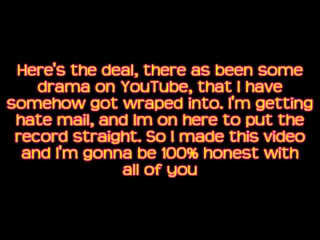 Here's the deal, there as been some
drama on YouTube, that I have
somehow got wraped into. I'm getting
hate mail, and Im on here to put the
record straight. So I made this video
and I'm gonna be 100% honest with
all of you